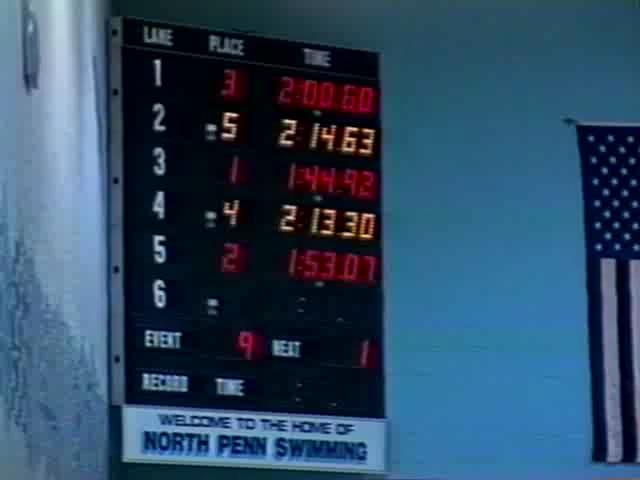 LANE PLACE TIME
1 3 2:00.60
2 5 2:14.63
3 1 1:44.92
4 4 2:13.30
5 2 1:53.07
6
EVENT 9 HEAT 1
RECORD TIME
WELCOME TO THE HOME OF
NORTH PENN SWIMMING